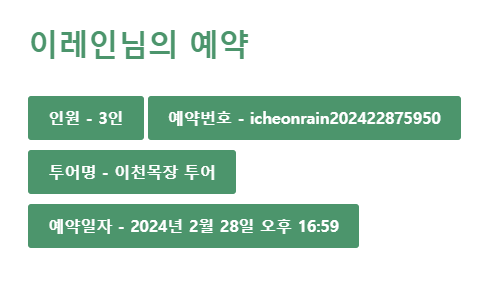 이레인님의 예약
인원 - 3인 예약번호 - icheonrain202422875950
투어명 - 이천목장 투어
예약일자 - 2024년 2월 28일 오후 16:59